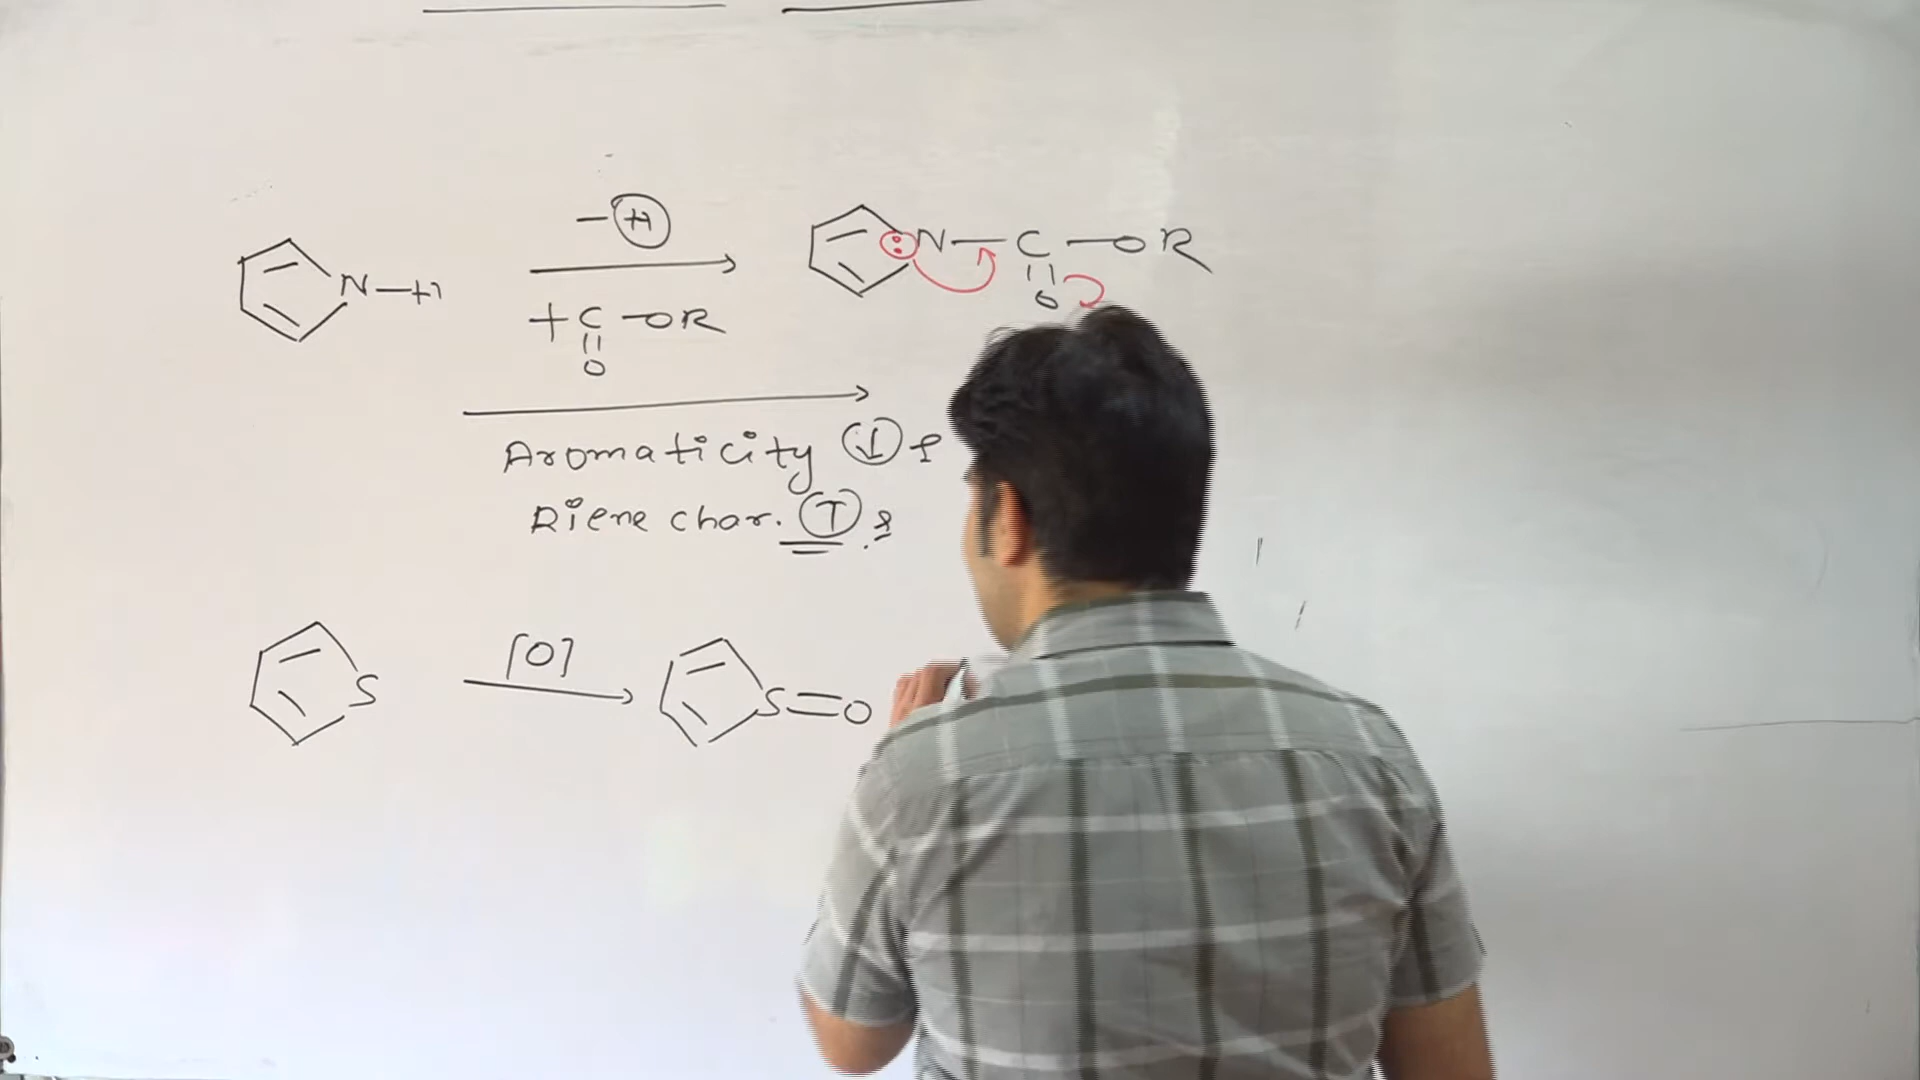 -H
N-H
+C-OR
O
N-C-OR
O
Aromaticity ↓ &
Diene char. ↑ &
S
[O]
S=O